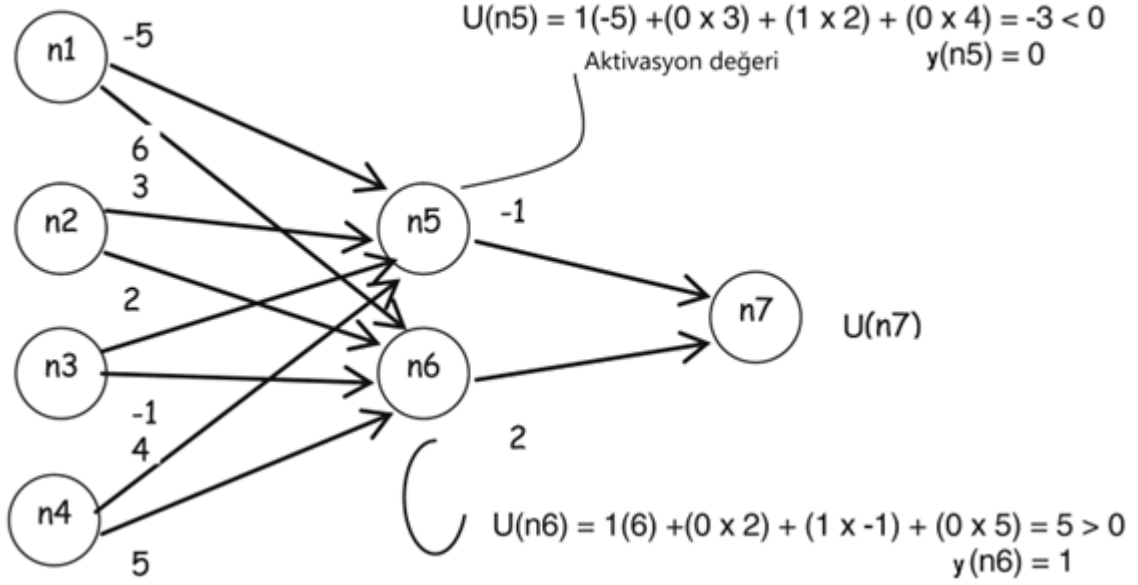 U(n5) = 1(-5) +(0 x 3) + (1 x 2) + (0 x 4) = -3 < 0
y(n5) = 0
Aktivasyon değeri
n1
-5
6
3
n2
n5
-1
2
n7
U(n7)
n3
n6
-1
4
2
n4
5
U(n6) = 1(6) +(0 x 2) + (1 x -1) + (0 x 5) = 5 > 0
y(n6) = 1